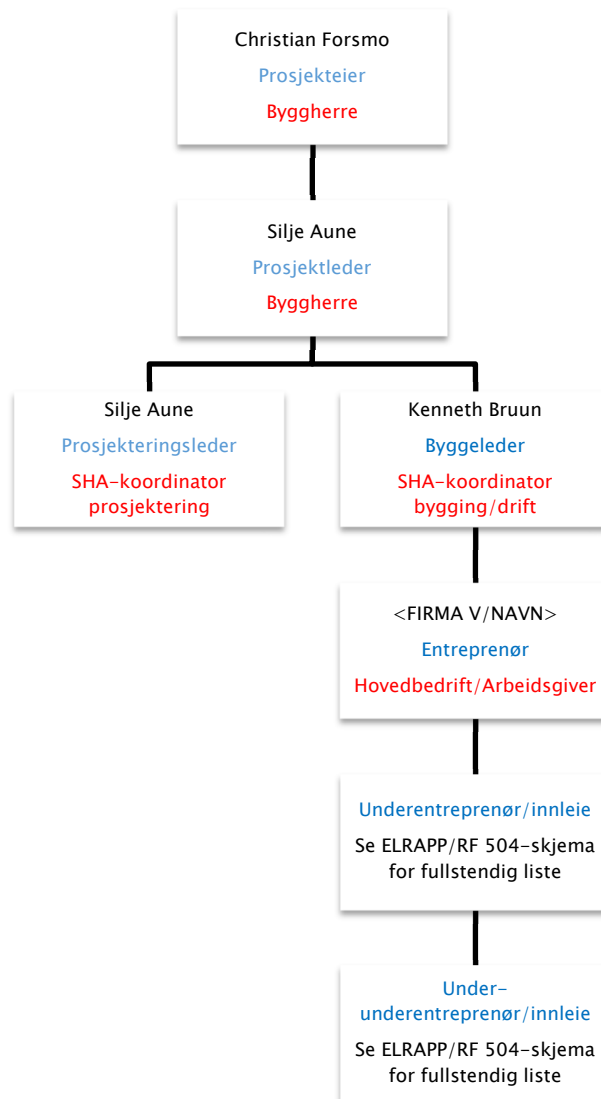 Christian Forsmo
Prosjekteier
Byggherre
Silje Aune
Prosjektleder
Byggherre
Silje Aune
Prosjekteringsleder
SHA-koordinator
prosjektering
Kenneth Bruun
Byggeleder
SHA-koordinator
bygging/drift
<FIRMA V/NAVN>
Entreprenør
Hovedbedrift/Arbeidsgiver
Underentreprenør/innleie
Se ELRAPP/RF 504-skjema
for fullstendig liste
Under-
underentreprenør/innleie
Se ELRAPP/RF 504-skjema
for fullstendig liste